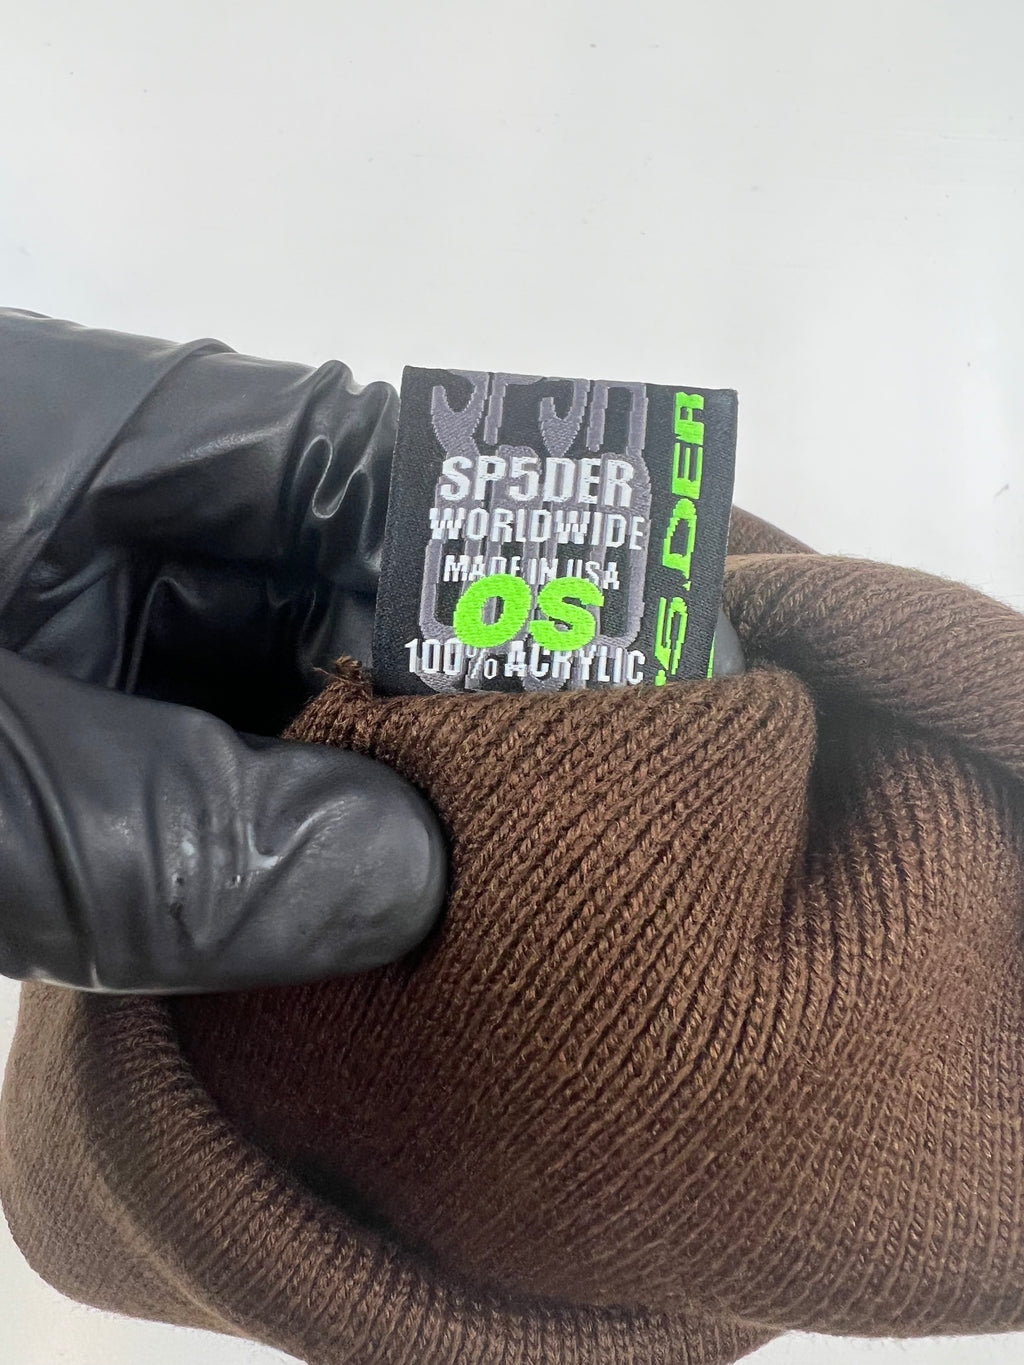 SP5DER
WORLDWIDE
MADE IN USA
OS
100% ACRYLIC